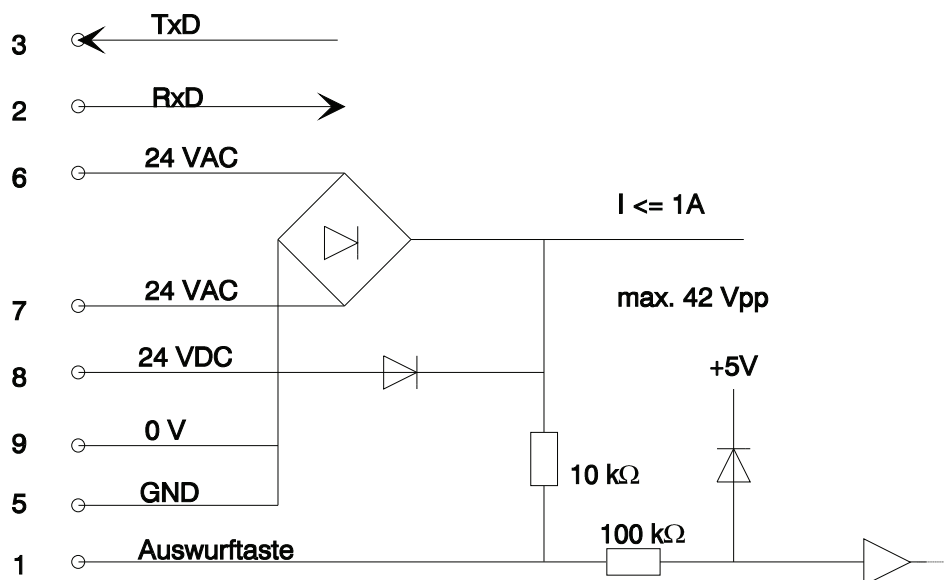 3 TxD
2 RxD
6 24 VAC
I <= 1A
7 24 VAC
max. 42 Vpp
8 24 VDC
+5V
9 0 V
10 kΩ
5 GND
100 kΩ
1 Auswurftaste